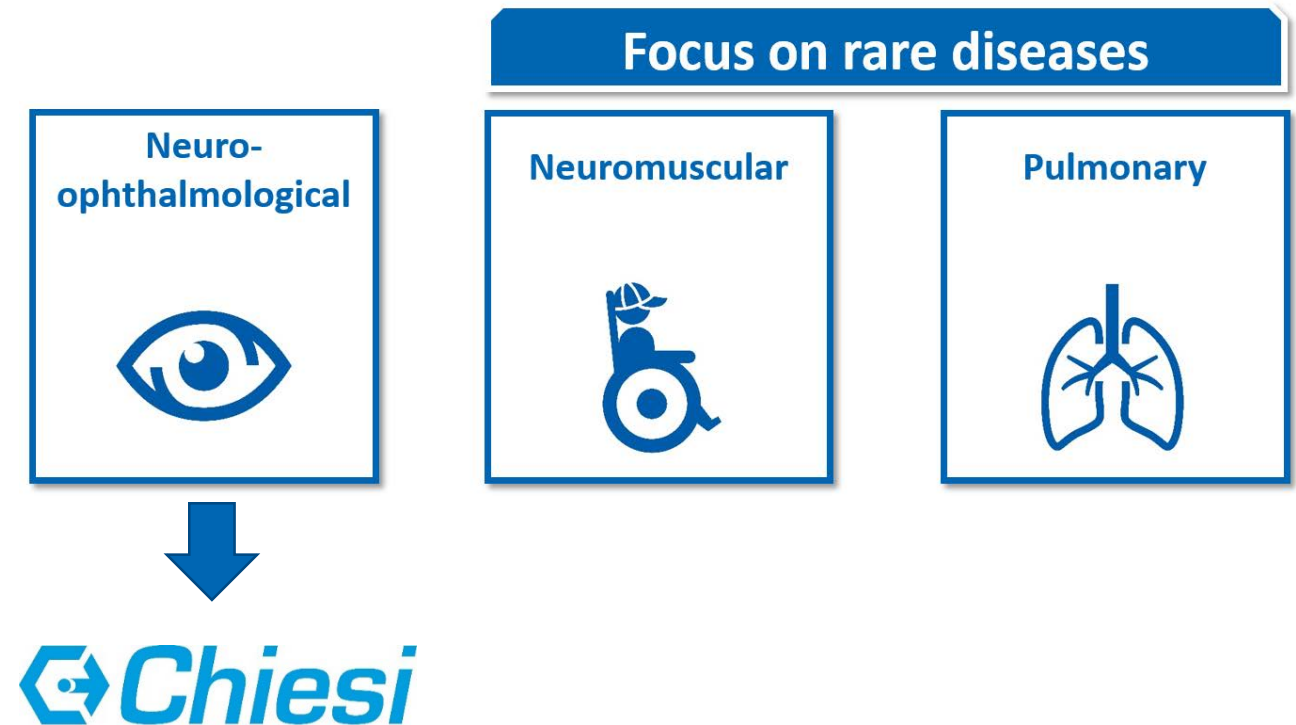 Focus on rare diseases
Neuro-
ophthalmological
Neuromuscular
Pulmonary
Chiesi